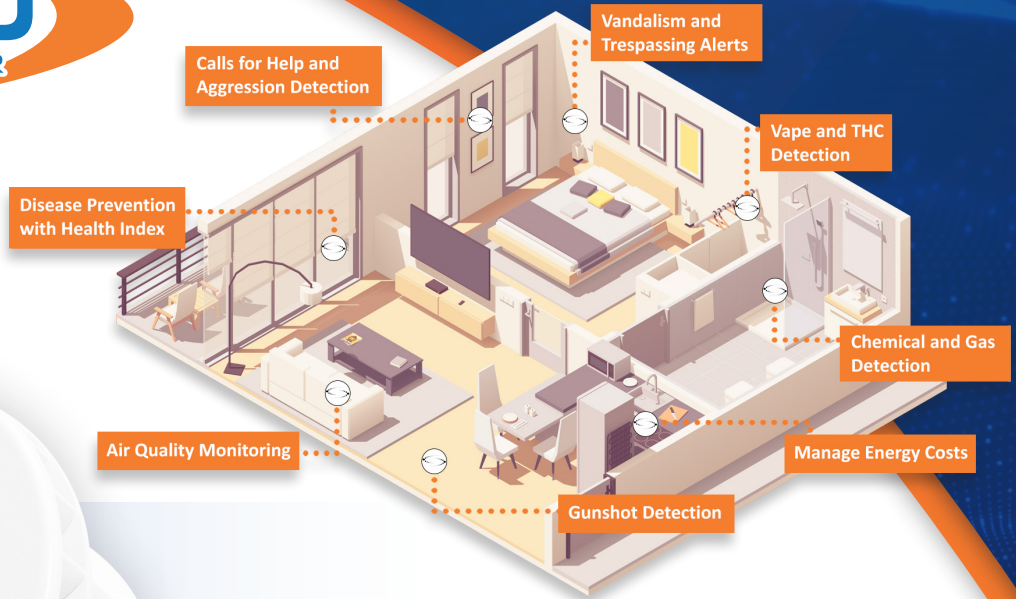 Vandalism and
Trespassing Alerts
Calls for Help and
Aggression Detection
Vape and THC
Detection
Disease Prevention
with Health Index
Chemical and Gas
Detection
Air Quality Monitoring
Manage Energy Costs
Gunshot Detection